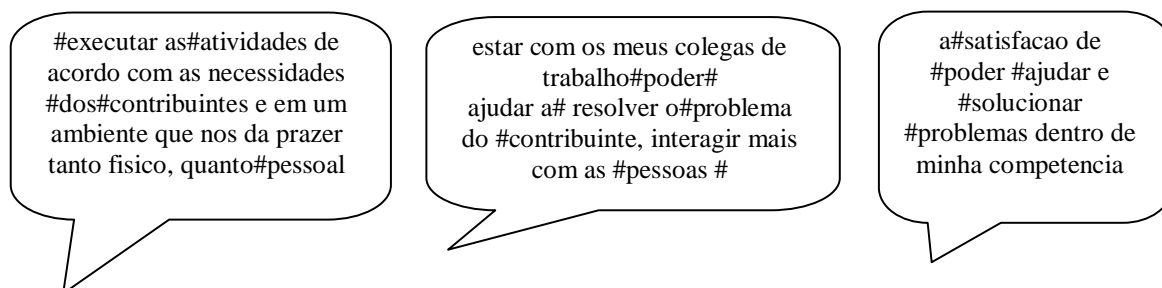 #executar as#atividades de
acordo com as necessidades
#dos#contribuintes e em um
ambiente que nos da prazer
tanto fisico, quanto#pessoal
estar com os meus colegas de
trabalho#poder#
ajudar a# resolver o#problema
do #contribuinte, interagir mais
com as #pessoas #
a#satisfacao de
#poder #ajudar e
#solucionar
#problemas dentro de
minha competencia